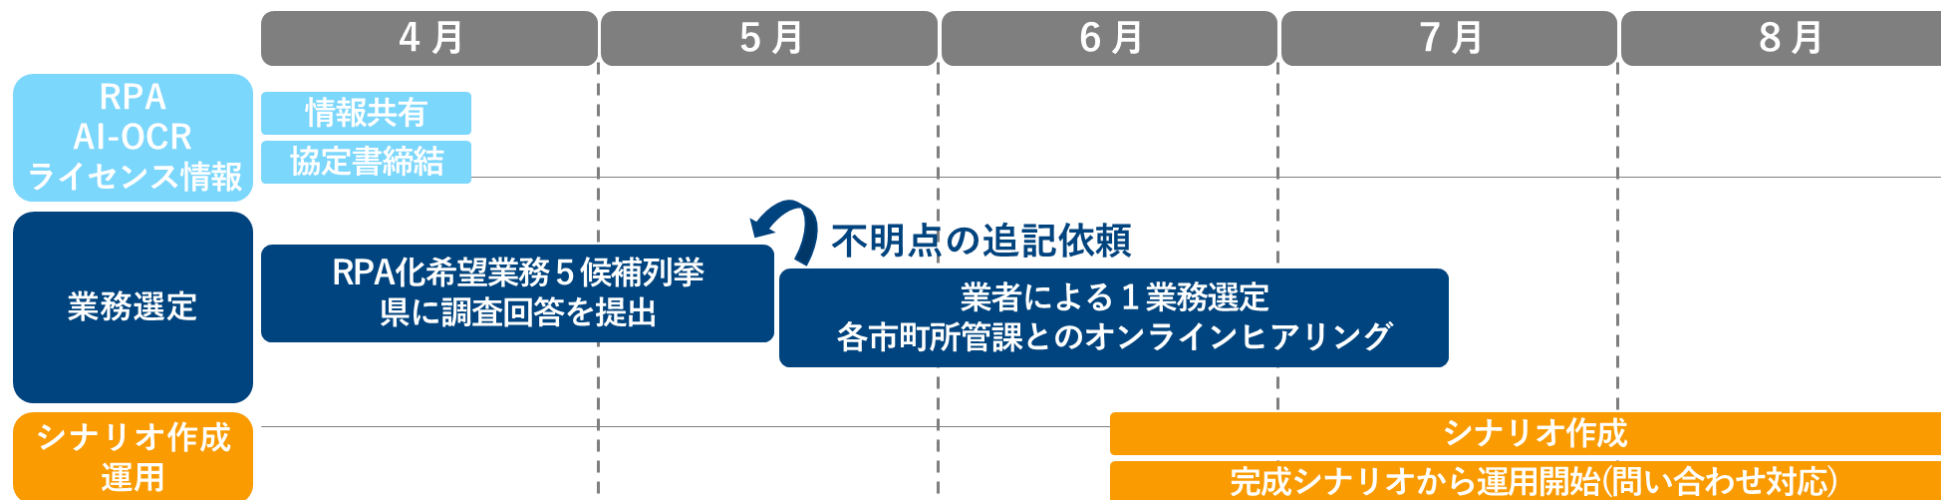 4月
5月
6月
7月
8月
RPA
AI-OCR
ライセンス情報
情報共有
協定書締結
業務選定
不明点の追記依頼
RPA化希望業務５候補列挙
県に調査回答を提出
業者による１業務選定
各市町所管課とのオンラインヒアリング
シナリオ作成
運用
シナリオ作成
完成シナリオから運用開始(問い合わせ対応)